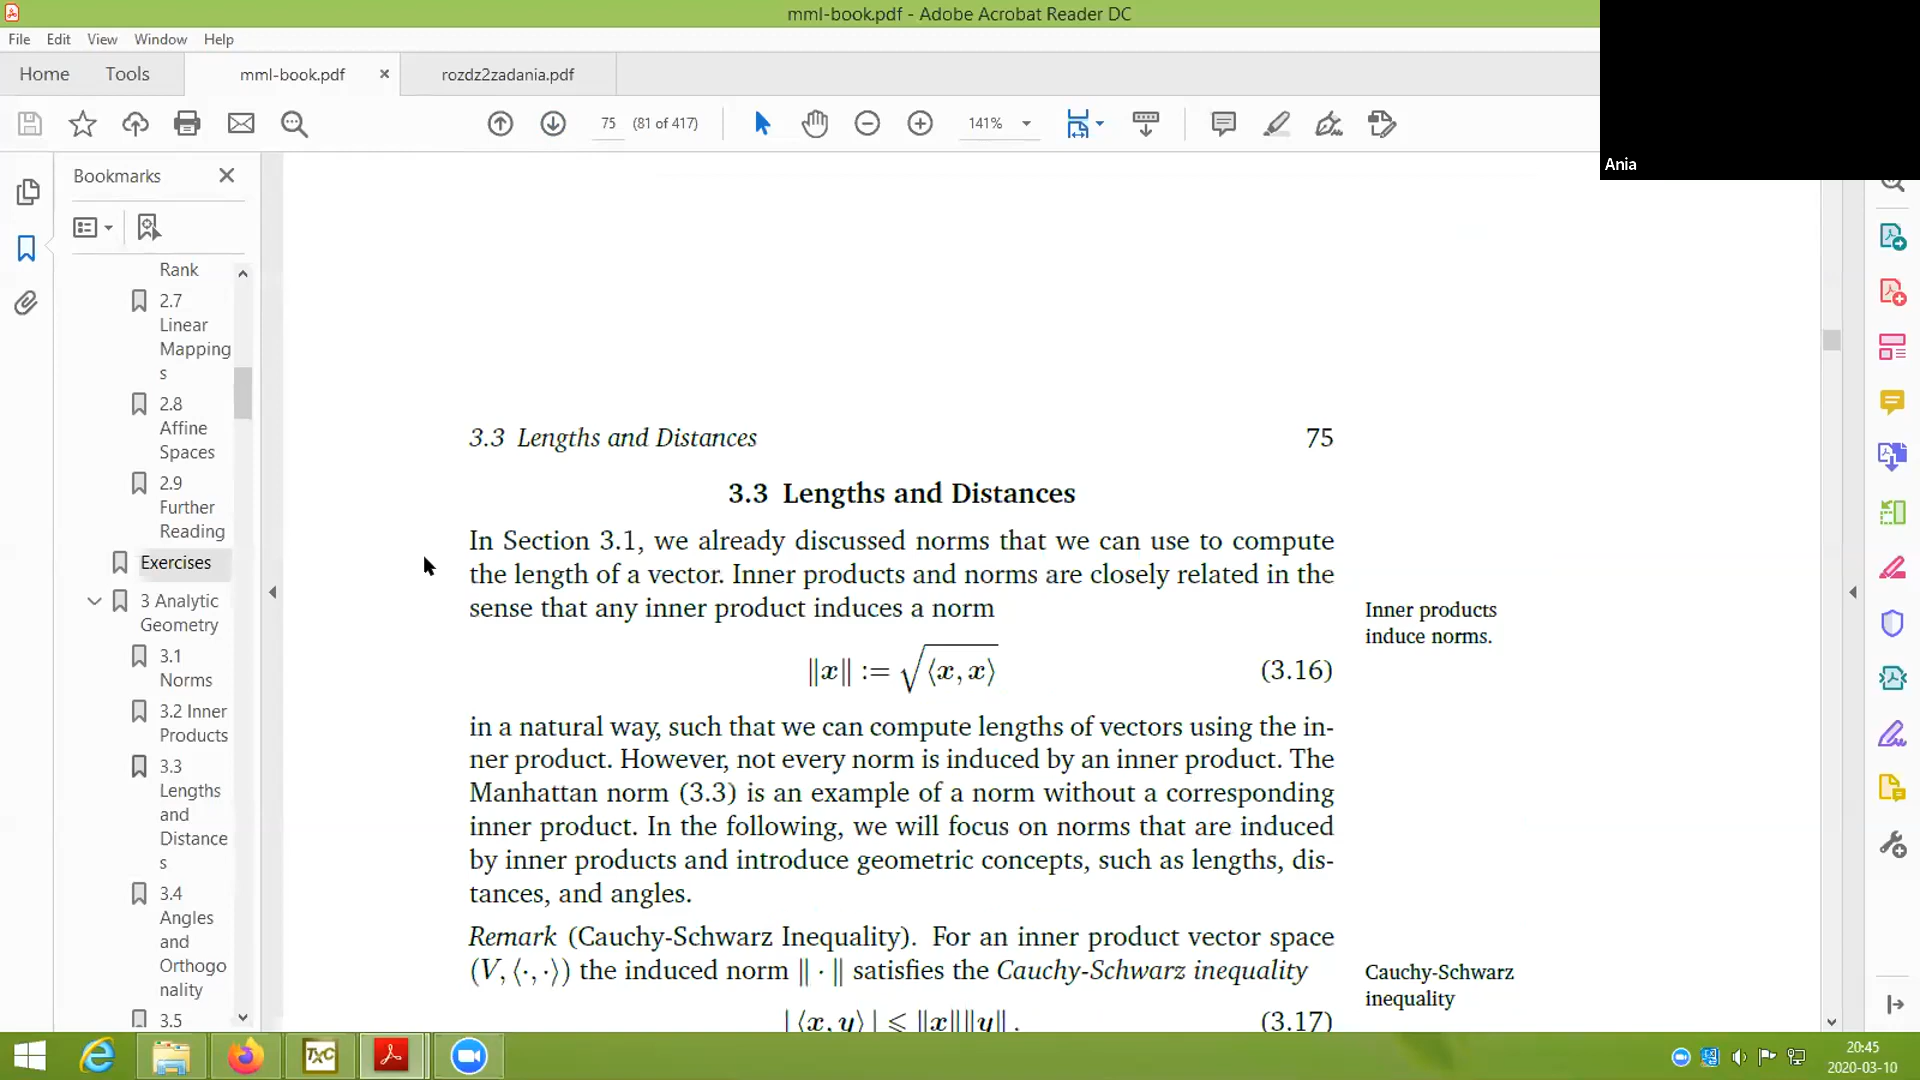 mml-book.pdf - Adobe Acrobat Reader DC
File Edit View Window Help
Home Tools mml-book.pdf × rozdz2zadania.pdf
75 (81 of 417) 141%
Ania
Bookmarks
Rank
2.7
Linear
Mapping
s
2.8
Affine
Spaces
2.9
Further
Reading
Exercises
3 Analytic
Geometry
3.1
Norms
3.2 Inner
Products
3.3
Lengths
and
Distance
s
3.4
Angles
and
Orthogo
nality
3.5
3.3 Lengths and Distances 75
3.3 Lengths and Distances
In Section 3.1, we already discussed norms that we can use to compute
the length of a vector. Inner products and norms are closely related in the
sense that any inner product induces a norm
Inner products
induce norms.
‖x‖ := √⟨x, x⟩ (3.16)
in a natural way, such that we can compute lengths of vectors using the in-
ner product. However, not every norm is induced by an inner product. The
Manhattan norm (3.3) is an example of a norm without a corresponding
inner product. In the following, we will focus on norms that are induced
by inner products and introduce geometric concepts, such as lengths, dis-
tances, and angles.
Remark (Cauchy-Schwarz Inequality). For an inner product vector space
(V, ⟨·, ·⟩) the induced norm ‖ · ‖ satisfies the Cauchy-Schwarz inequality
Cauchy-Schwarz
inequality
| ⟨x, y⟩ | ⩽ ‖x‖‖y‖ . (3.17)
TXC
20:45
2020-03-10